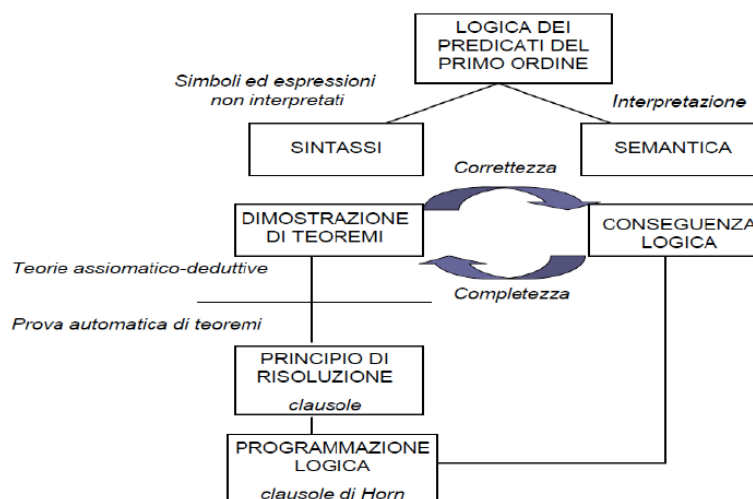 LOGICA DEI
PREDICATI DEL
PRIMO ORDINE
Simboli ed espressioni
non interpretati
Interpretazione
SINTASSI
SEMANTICA
Correttezza
DIMOSTRAZIONE
DI TEOREMI
CONSEGUENZA
LOGICA
Teorie assiomatico-deduttive
Completezza
Prova automatica di teoremi
PRINCIPIO DI
RISOLUZIONE
clausole
PROGRAMMAZIONE
LOGICA
clausole di Horn